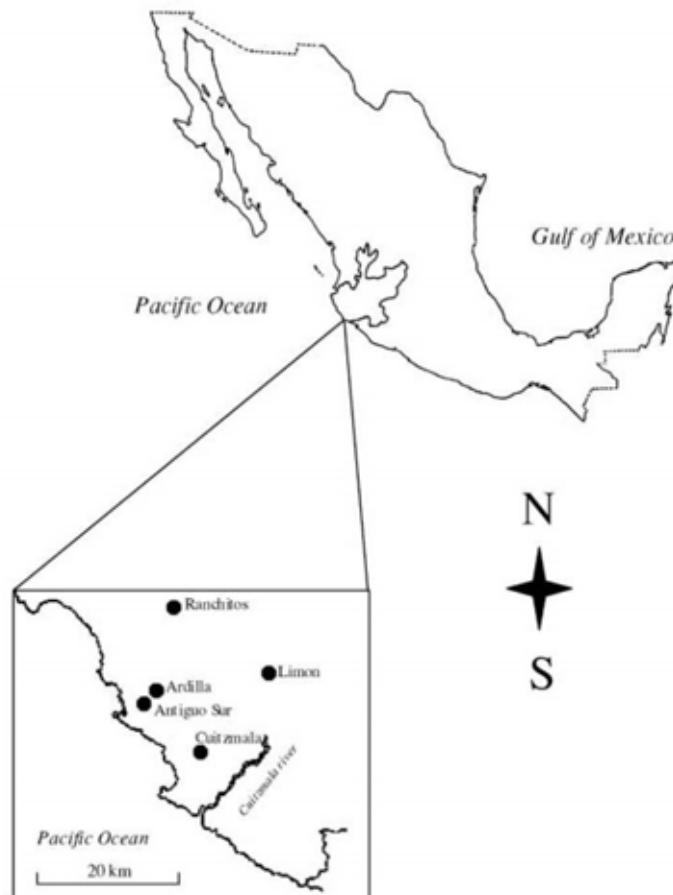 Gulf of Mexico
Pacific Ocean
N
S
Ranchitos
Limon
Ardilla
Antiguo Sur
Cuitzmala
Cuitzmala river
Pacific Ocean
20 km